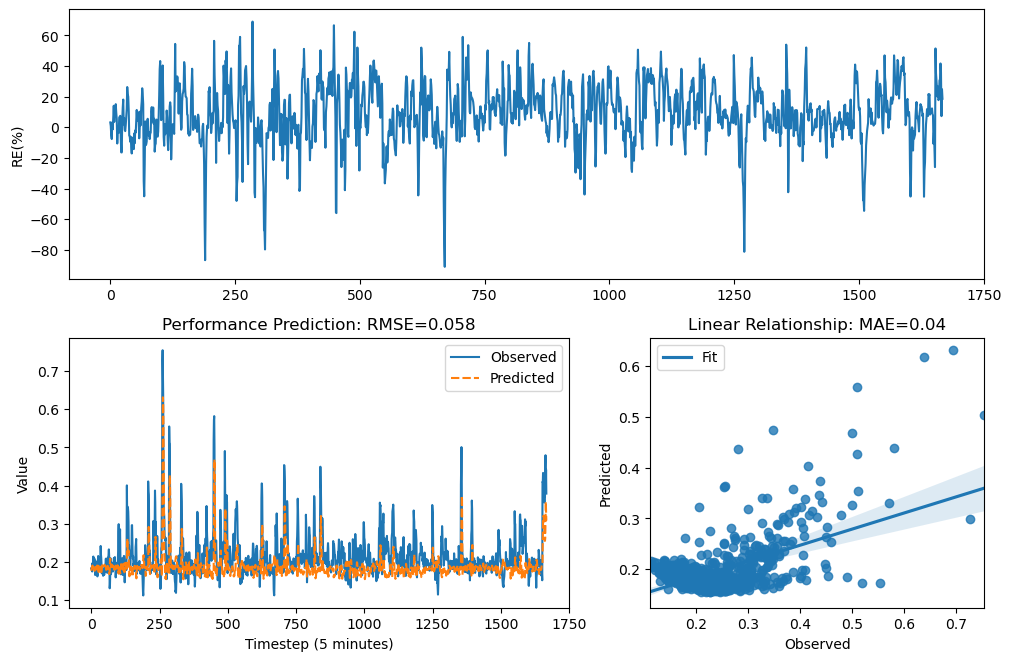 RE(%)
60
40
20
0
−20
−40
−60
−80
0 250 500 750 1000 1250 1500 1750
Performance Prediction: RMSE=0.058
Value
0.7
0.6
0.5
0.4
0.3
0.2
0.1
Observed
Predicted
0 250 500 750 1000 1250 1500 1750
Timestep (5 minutes)
Linear Relationship: MAE=0.04
Predicted
0.6
0.5
0.4
0.3
0.2
Fit
0.2 0.3 0.4 0.5 0.6 0.7
Observed